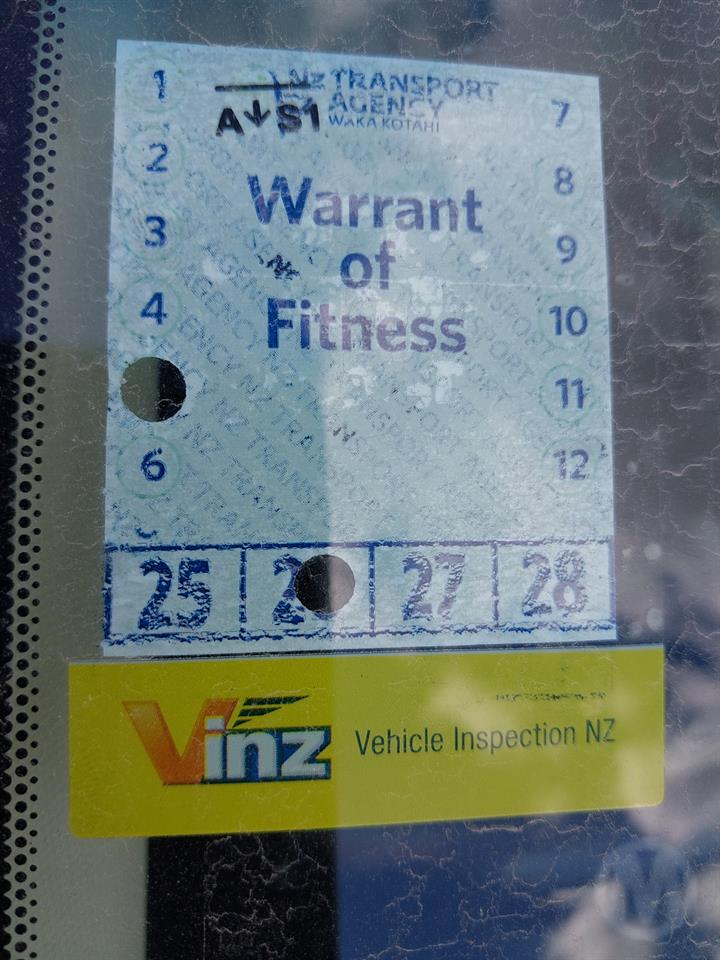 1
2
3
4
6
NZ TRANSPORT
AGENCY
WAKA KOTAHI
A↓S1
Warrant
of
Fitness
7
8
9
10
11
12
25 2 27 28
Vinz Vehicle Inspection NZ